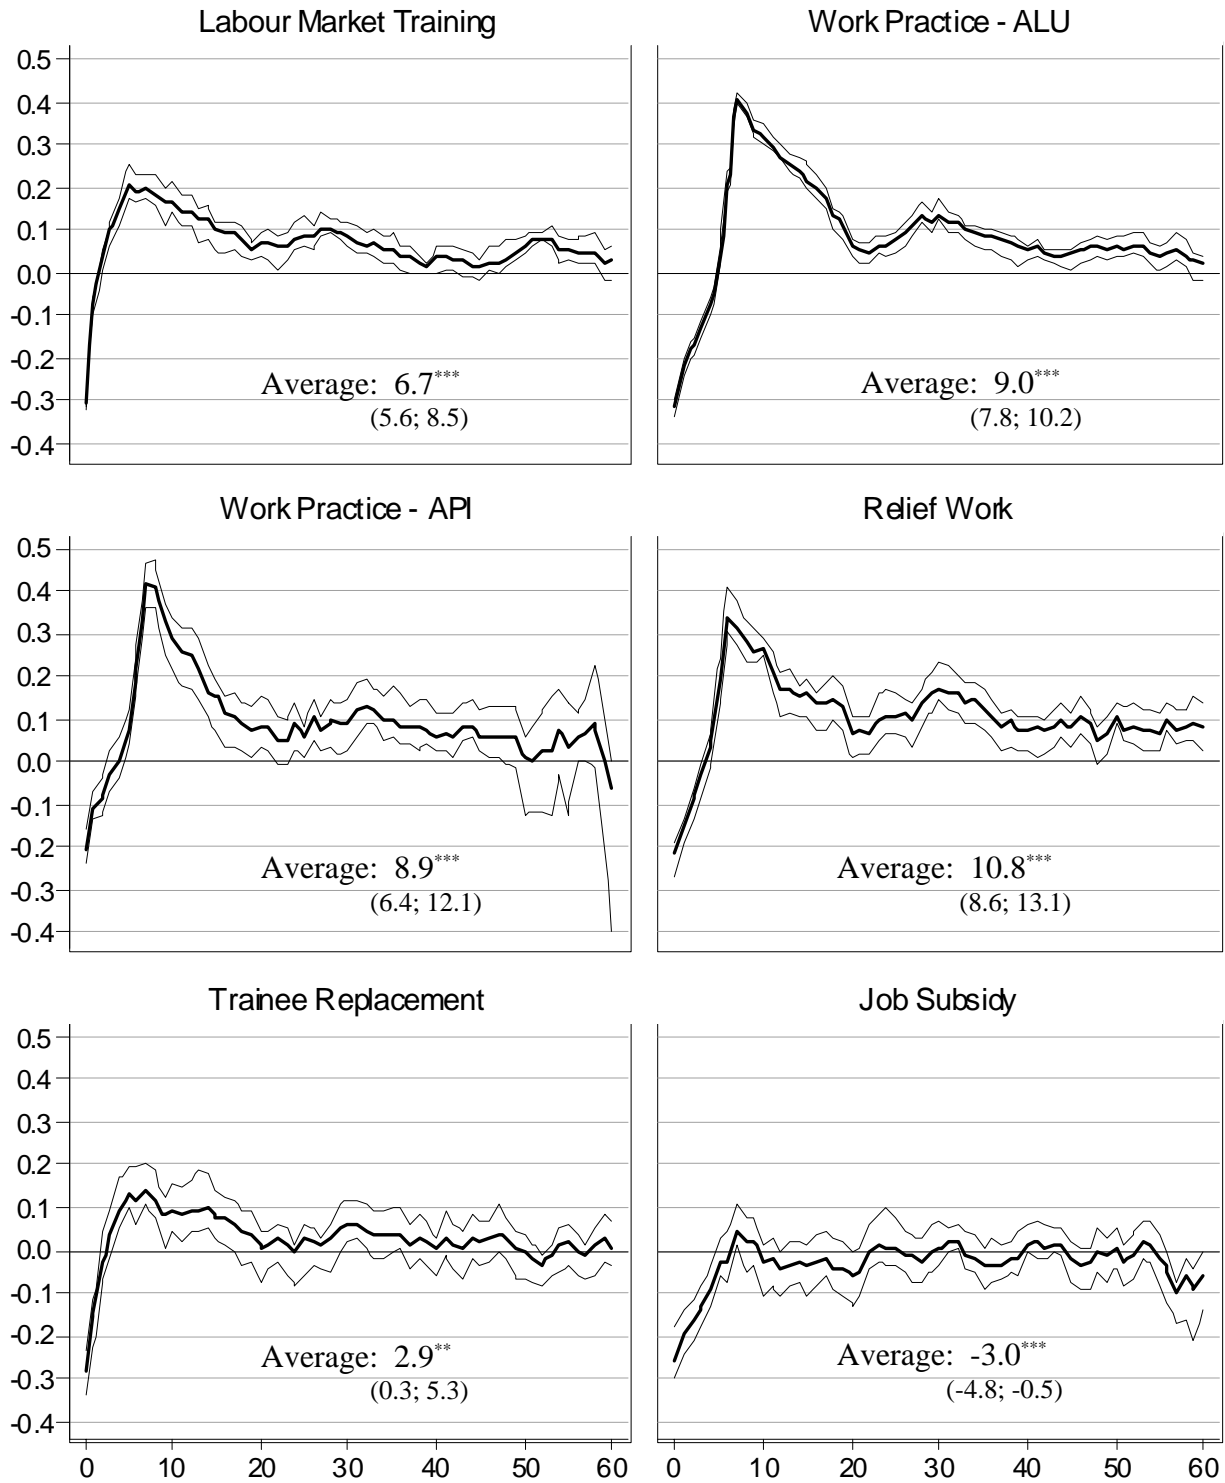 Labour Market Training
Work Practice - ALU
0.5
0.4
0.3
0.2
0.1
0.0
-0.1
-0.2
-0.3
-0.4
Average: 6.7***
(5.6; 8.5)
Average: 9.0***
(7.8; 10.2)
Work Practice - API
Relief Work
0.5
0.4
0.3
0.2
0.1
0.0
-0.1
-0.2
-0.3
-0.4
Average: 8.9***
(6.4; 12.1)
Average: 10.8***
(8.6; 13.1)
Trainee Replacement
Job Subsidy
0.5
0.4
0.3
0.2
0.1
0.0
-0.1
-0.2
-0.3
-0.4
Average: 2.9**
(0.3; 5.3)
Average: -3.0***
(-4.8; -0.5)
0 10 20 30 40 50 60
0 10 20 30 40 50 60